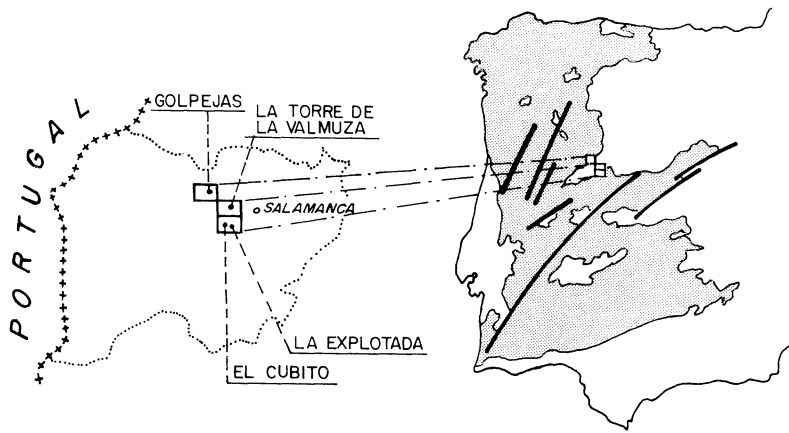 PORTUGAL
GOLPEJAS
LA TORRE DE
LA VALMUZA
SALAMANCA
LA EXPLOTADA
EL CUBITO